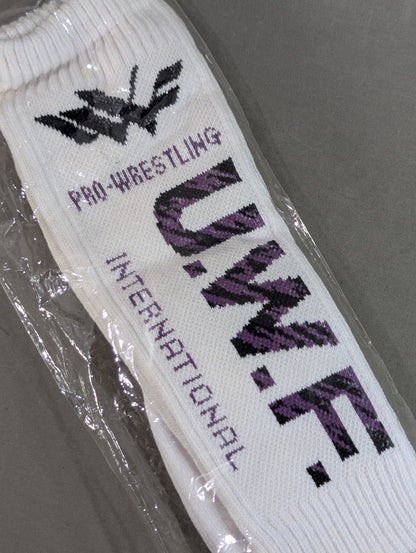 PRO-WRESTLING
U.W.F.
INTERNATIONAL